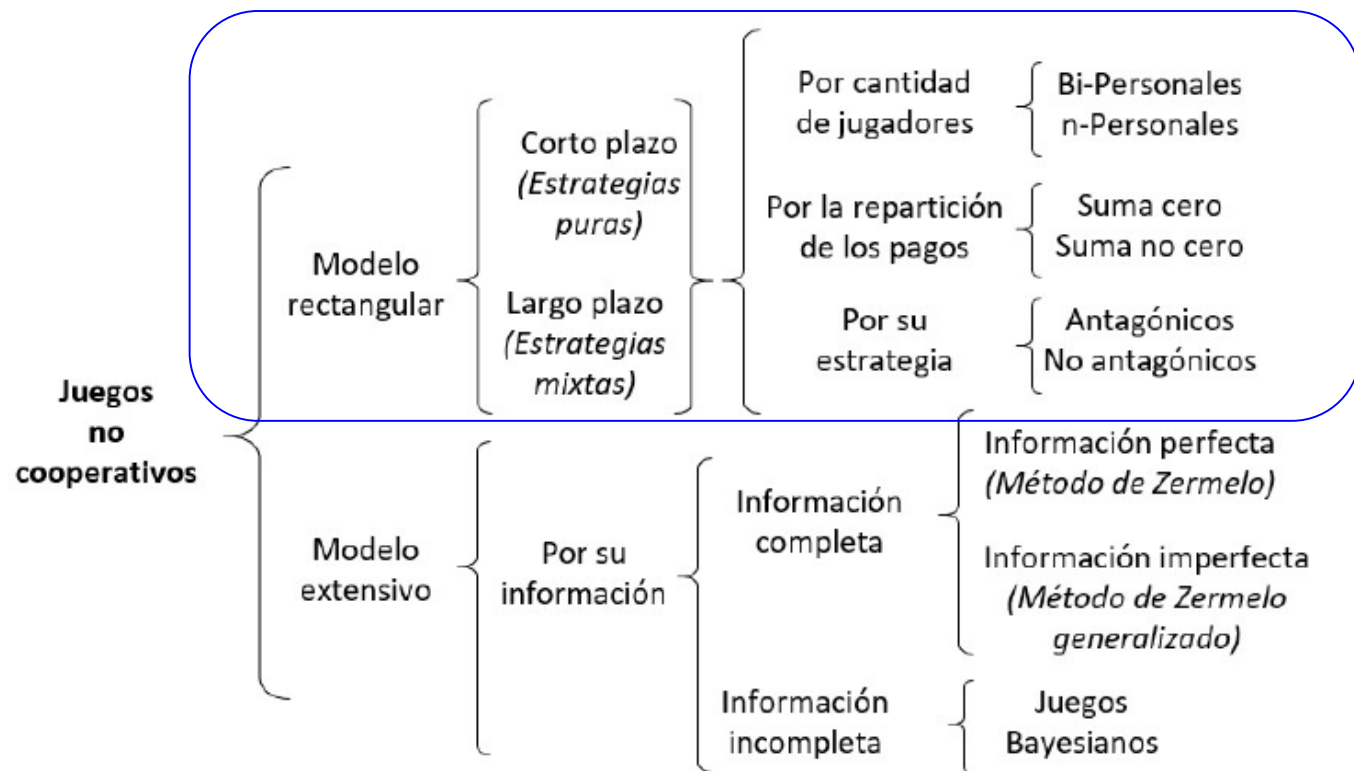 Juegos
no
cooperativos
Modelo
rectangular
Corto plazo
(Estrategias
puras)
Largo plazo
(Estrategias
mixtas)
Por cantidad
de jugadores
Bi-Personales
n-Personales
Por la repartición
de los pagos
Suma cero
Suma no cero
Por su
estrategia
Antagónicos
No antagónicos
Modelo
extensivo
Por su
información
Información
completa
Información perfecta
(Método de Zermelo)
Información imperfecta
(Método de Zermelo
generalizado)
Información
incompleta
Juegos
Bayesianos